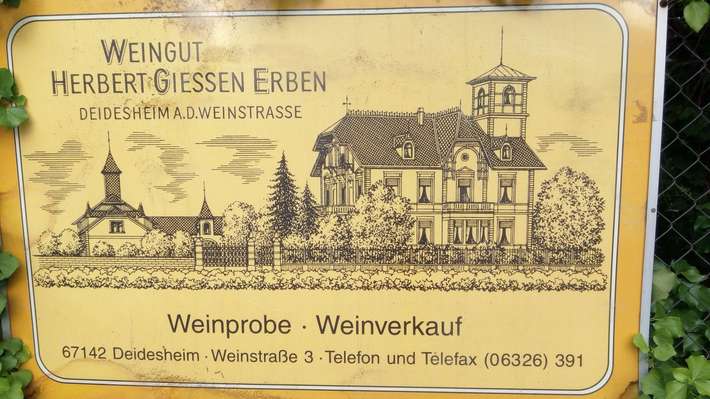 WEINGUT
HERBERT GIESSEN ERBEN
DEIDESHEIM A.D.WEINSTRASSE
Weinprobe · Weinverkauf
67142 Deidesheim · Weinstraße 3 · Telefon und Telefax (06326) 391